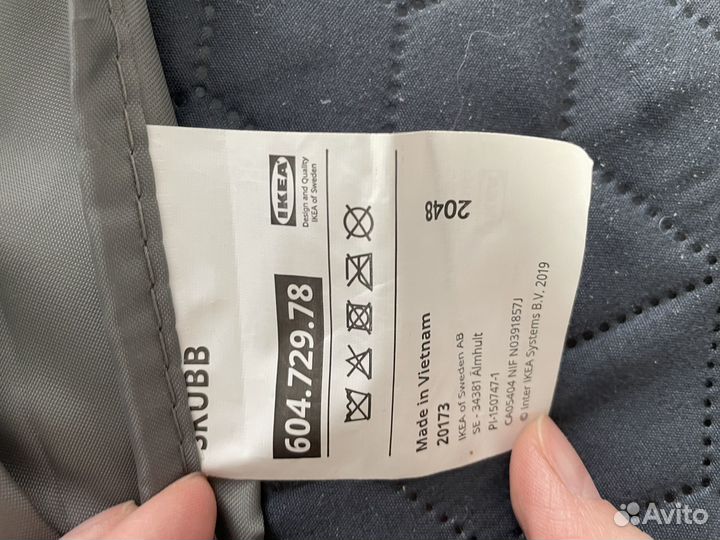 SKUBB
604.729.78
IKEA
Design and Quality
IKEA of Sweden
Made in Vietnam
20173
2048
IKEA of Sweden AB
SE - 34381 Älmhult
PI-150747-1
CA05404 NIF N0391857J
© Inter IKEA Systems B.V. 2019
Avito